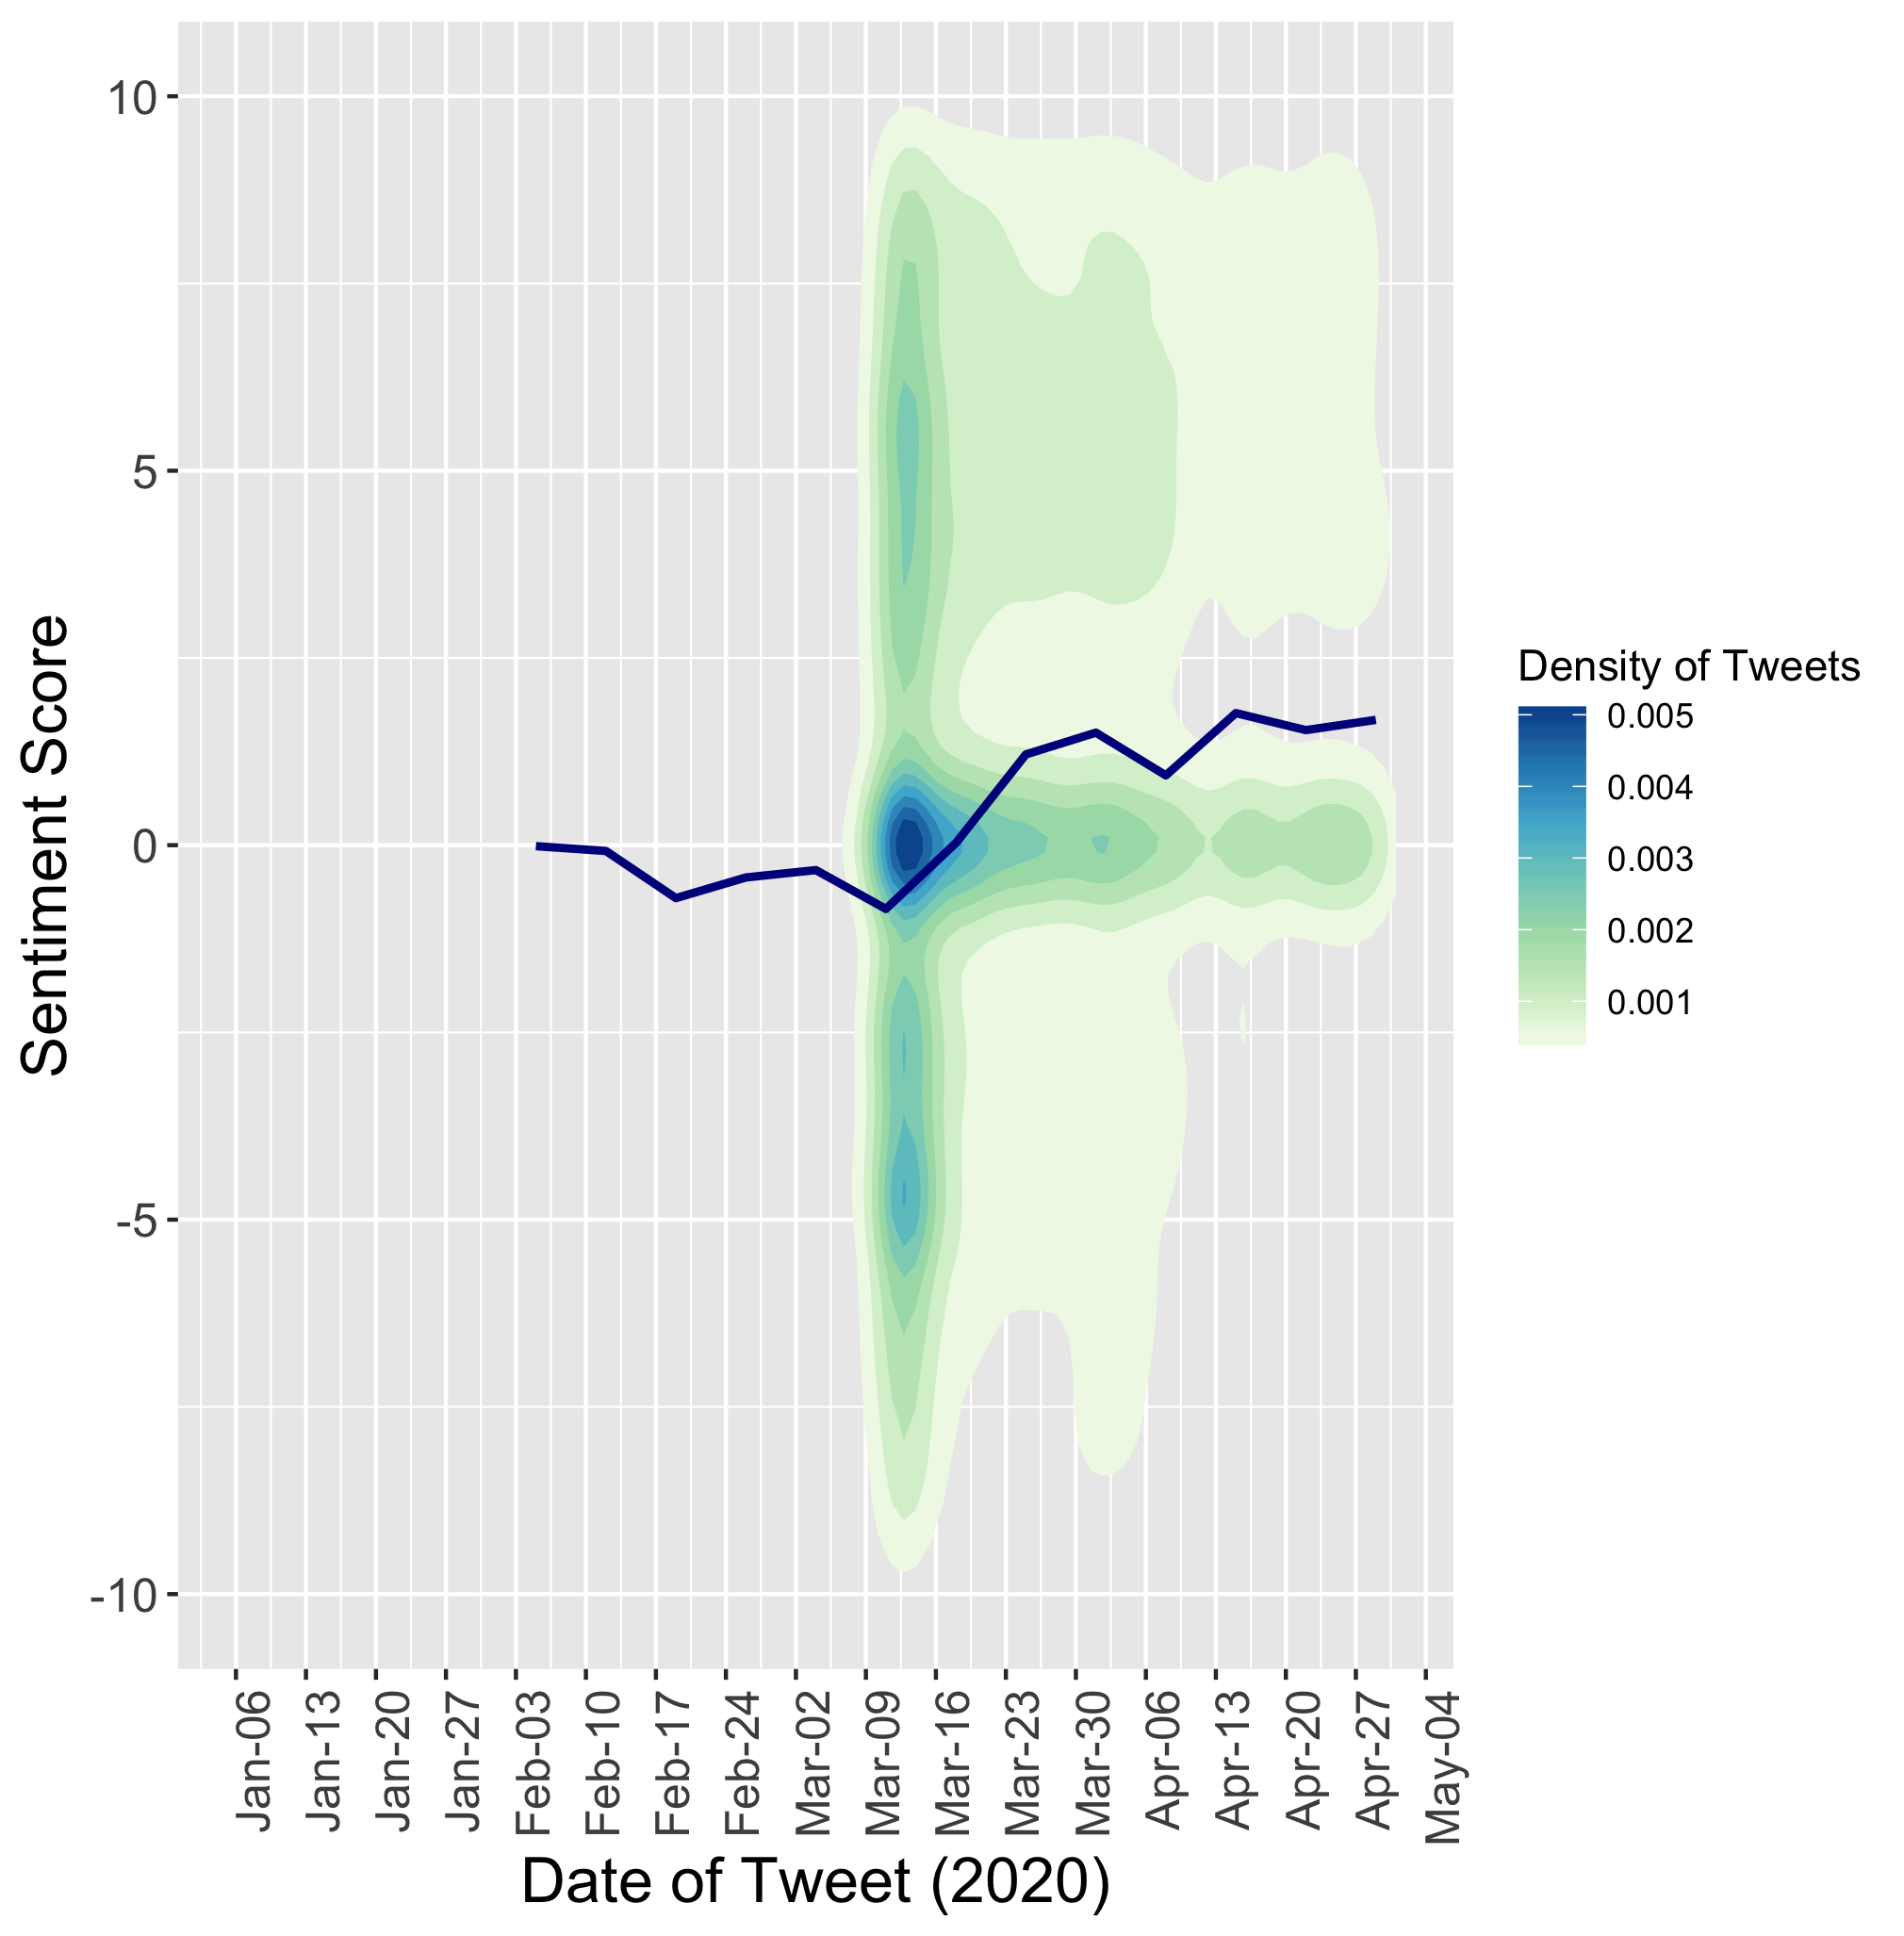 10
5
0
-5
-10
Sentiment Score
Jan-06
Jan-13
Jan-20
Jan-27
Feb-03
Feb-10
Feb-17
Feb-24
Mar-02
Mar-09
Mar-16
Mar-23
Mar-30
Apr-06
Apr-13
Apr-20
Apr-27
May-04
Date of Tweet (2020)
Density of Tweets
0.005
0.004
0.003
0.002
0.001